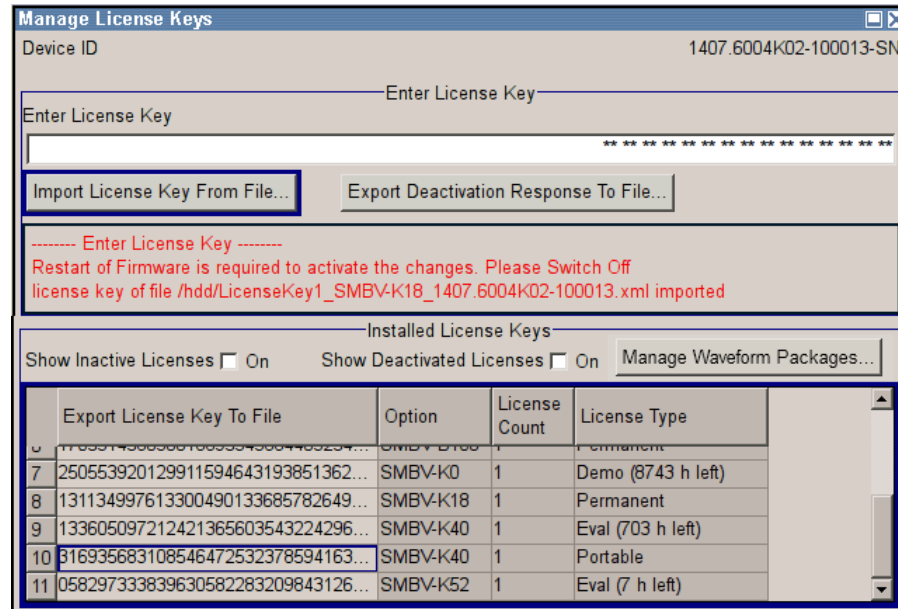 Manage License Keys
Device ID 1407.6004K02-100013-SN
Enter License Key
Enter License Key
** ** ** ** ** ** ** ** ** ** ** ** ** ** **
Import License Key From File... Export Deactivation Response To File...
-------- Enter License Key --------
Restart of Firmware is required to activate the changes. Please Switch Off
license key of file /hdd/LicenseKey1_SMBV-K18_1407.6004K02-100013.xml imported
Installed License Keys
Show Inactive Licenses On Show Deactivated Licenses On Manage Waveform Packages...
Export License Key To File Option License Count License Type
7 250553920129911594643193851362... SMBV-K0 1 Demo (8743 h left)
8 131134997613300490133685782649... SMBV-K18 1 Permanent
9 133605097212421365603543224296... SMBV-K40 1 Eval (703 h left)
10 316935683108546472532378594163... SMBV-K40 1 Portable
11 058297333839630582283209843126... SMBV-K52 1 Eval (7 h left)